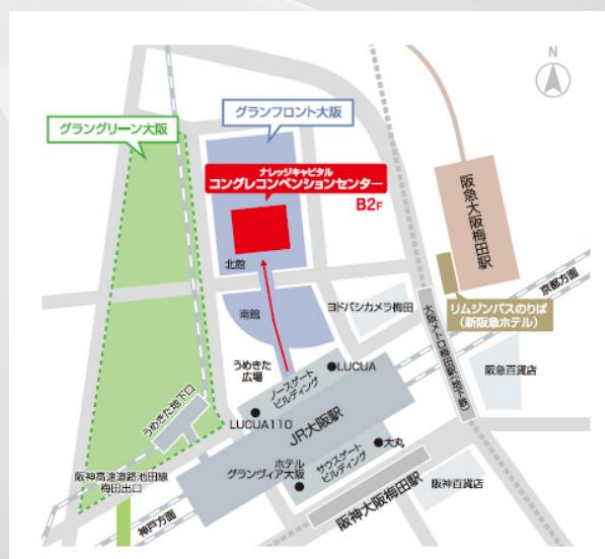 N
グランフロント大阪
グラングリーン大阪
ナレッジキャピタル
コングレコンベンションセンター
B2F
北館
阪急大阪梅田駅
京都方面
リムジンバスのりば
(新阪急ホテル)
南館
ヨドバシカメラ梅田
大阪メトロ梅田駅(地下鉄)
うめきた
広場
ノースゲート
ビルディング
LUCUA
阪急百貨店
うめきた地下口
LUCUA110
JR大阪駅
大丸
阪神高速道路池田線
梅田出口
ホテル
グランヴィア大阪
サウスゲート
ビルディング
阪神大阪梅田駅
阪神百貨店
神戸方面